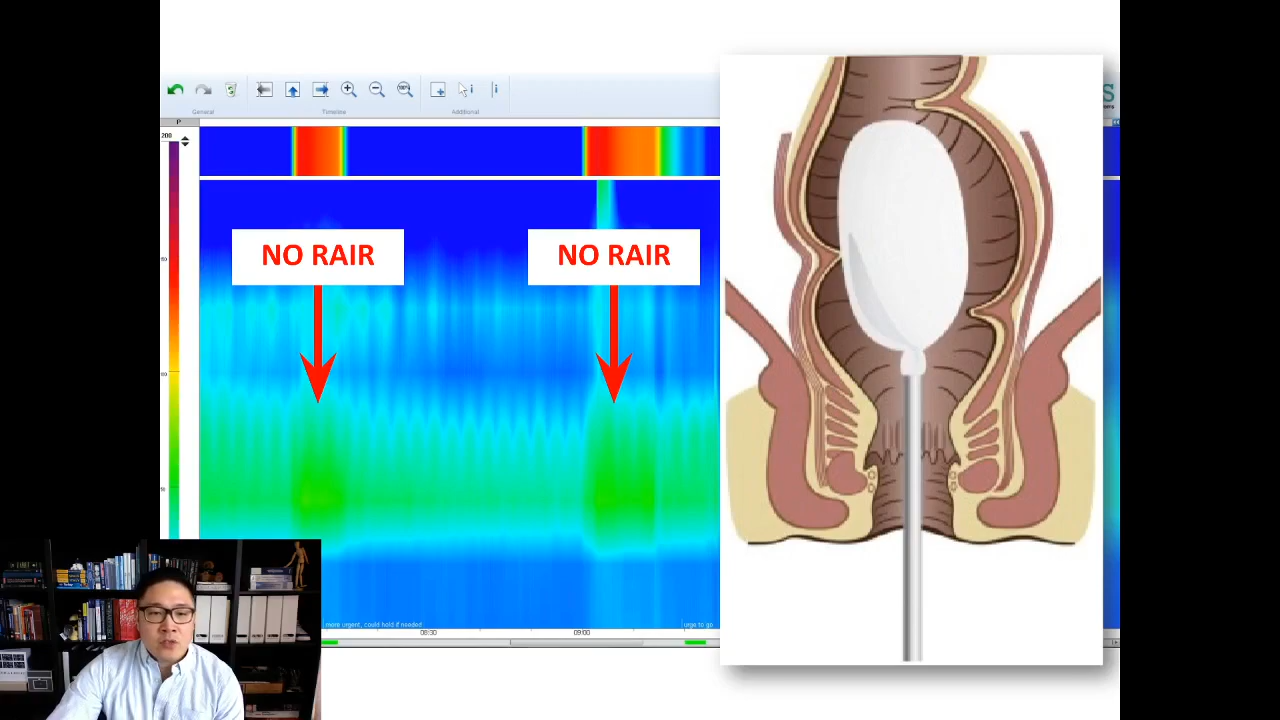 General
Timeline
Additional
P
200
NO RAIR
NO RAIR
more urgent, could hold if needed
urge to go
08:30
09:00